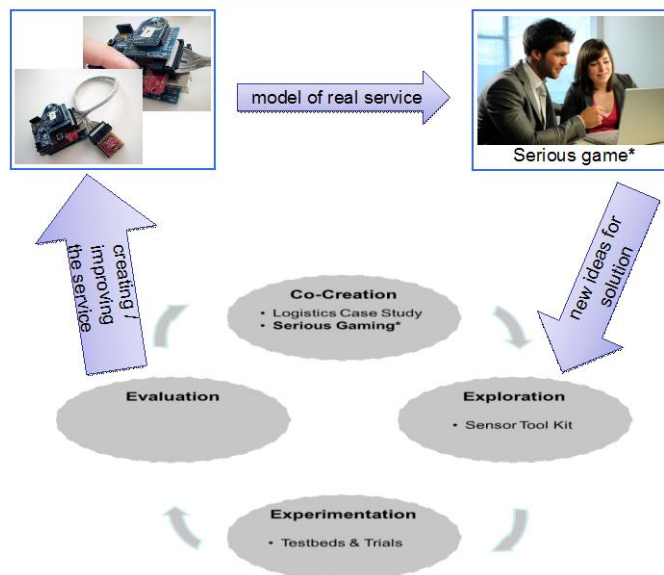 model of real service
Serious game*
creating /
improving
the service
new ideas for
solution
Co-Creation
• Logistics Case Study
• Serious Gaming*
Evaluation
Exploration
• Sensor Tool Kit
Experimentation
• Testbeds & Trials